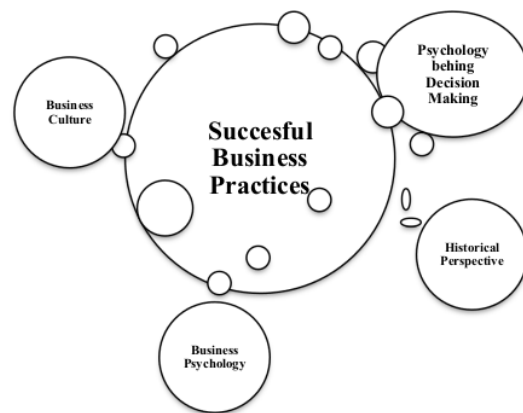 Psychology
behing
Decision
Making
Business
Culture
Succesful
Business
Practices
Historical
Perspective
Business
Psychology